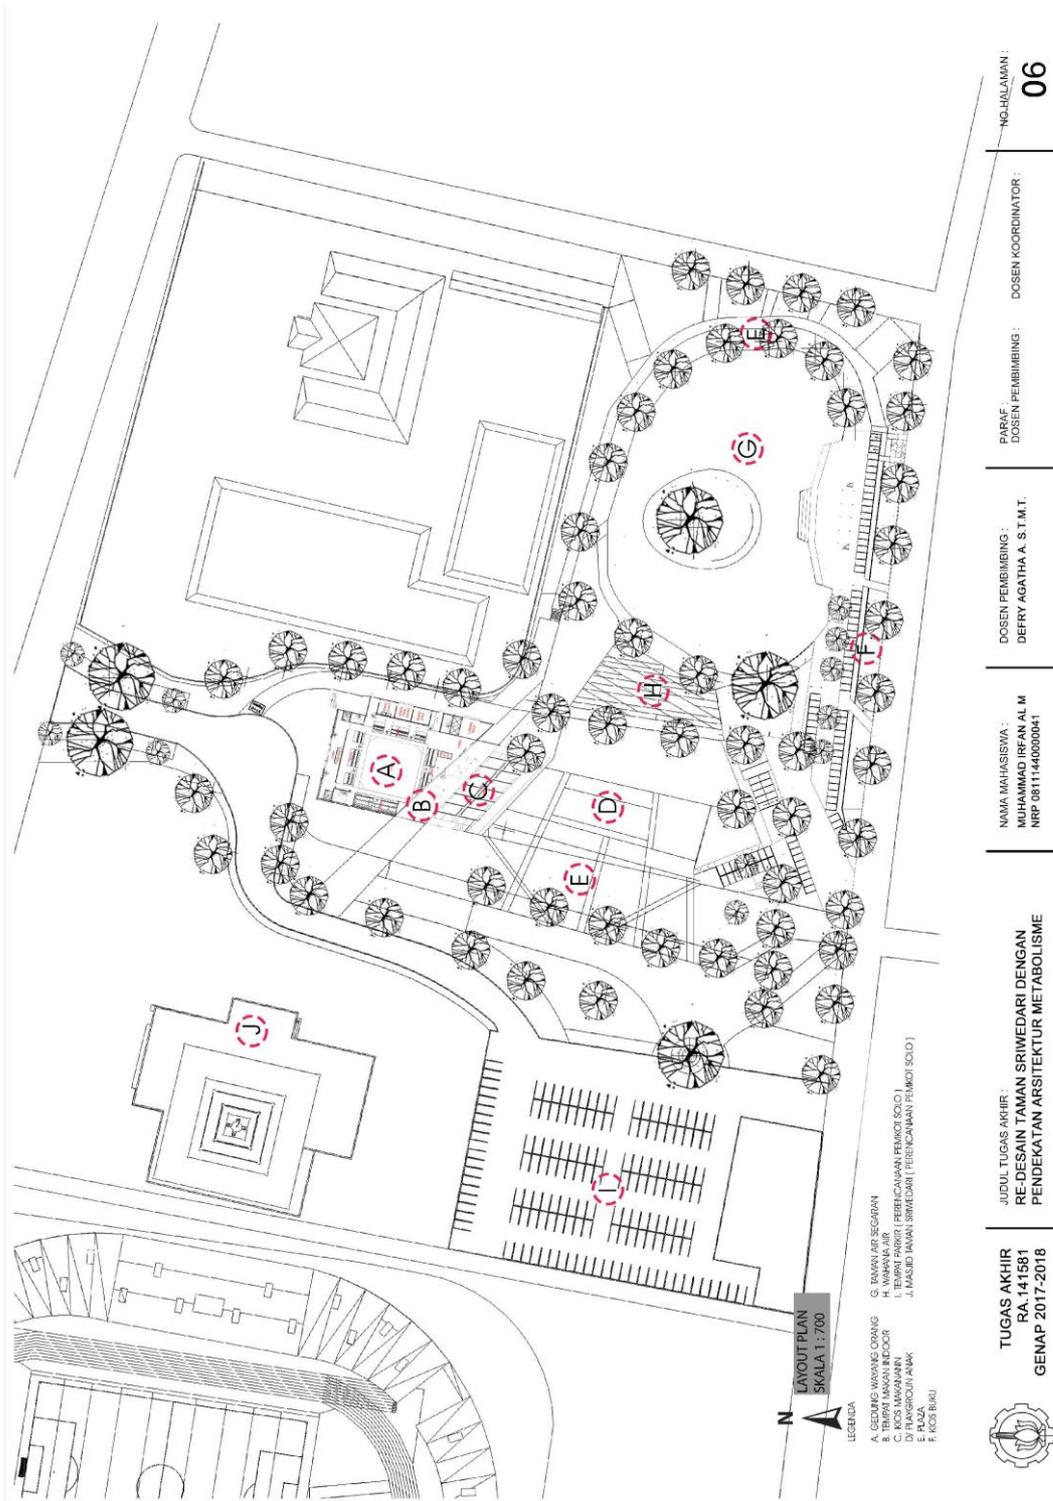 A
B
C
D
E
E
F
G
H
I
J
N
LAYOUT PLAN
SKALA 1 : 700
LEGENDA
A. GEDUNG WAYANG ORANG
B. TEMPAT MAKAN INDOOR
C. KIOS MAKANANN
D/ PLAYGROUN ANAK
E. PLAZA
F. KIOS BUKU
G. TAMAN AIR SEGARAN
H. WAHANA AIR
I. TEMPAT PARKIR ( PERENCANAAN PEMKOT SOLO )
J. MASJID TAMAN SRIWEDARI ( PERENCANAAN PEMKOT SOLO )
TUGAS AKHIR
RA.141581
GENAP 2017-2018
JUDUL TUGAS AKHIR :
RE-DESAIN TAMAN SRIWEDARI DENGAN
PENDEKATAN ARSITEKTUR METABOLISME
NAMA MAHASISWA :
MUHAMMAD IRFAN AL M
NRP 08111440000041
DOSEN PEMBIMBING :
DEFRY AGATHA A. S.T.M.T.
PARAF :
DOSEN PEMBIMBING :
DOSEN KOORDINATOR :
NO.HALAMAN :
06